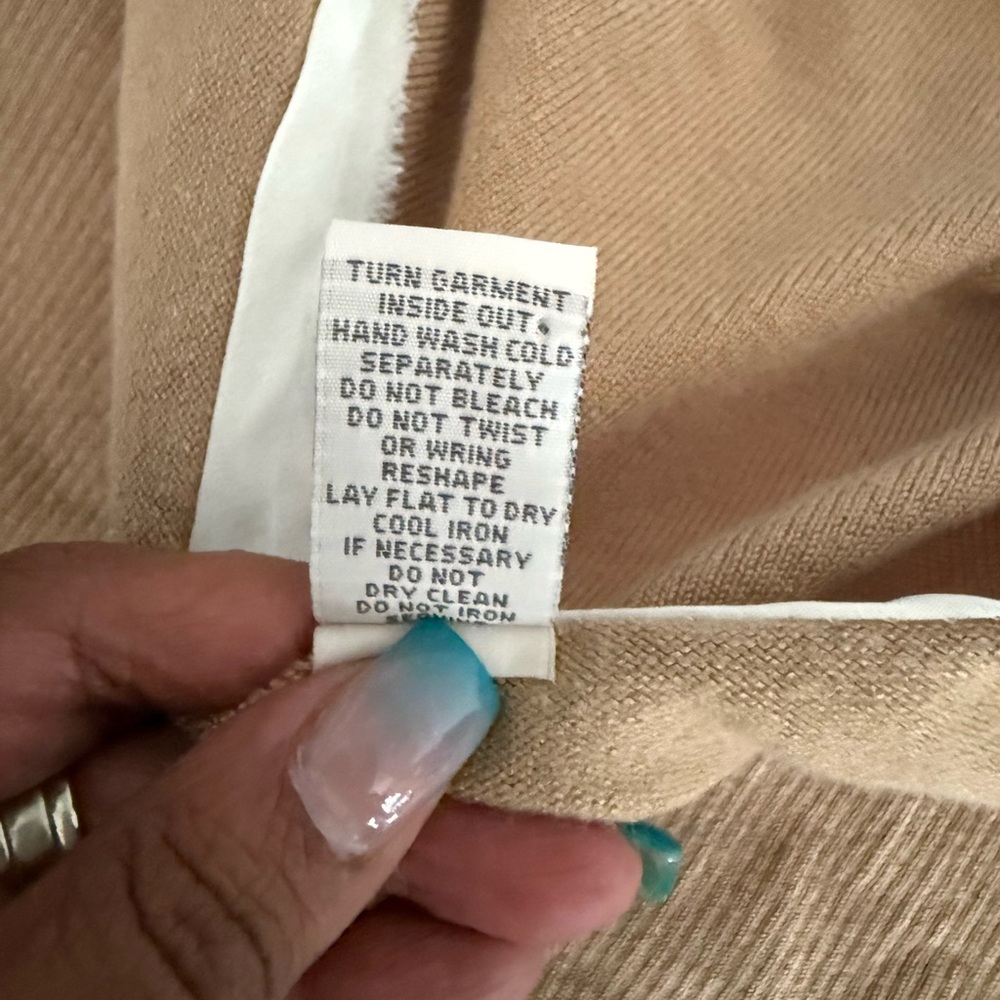 TURN GARMENT
INSIDE OUT.
HAND WASH COLD
SEPARATELY
DO NOT BLEACH
DO NOT TWIST
OR WRING
RESHAPE
LAY FLAT TO DRY
COOL IRON
IF NECESSARY
DO NOT
DRY CLEAN
DO NOT IRON